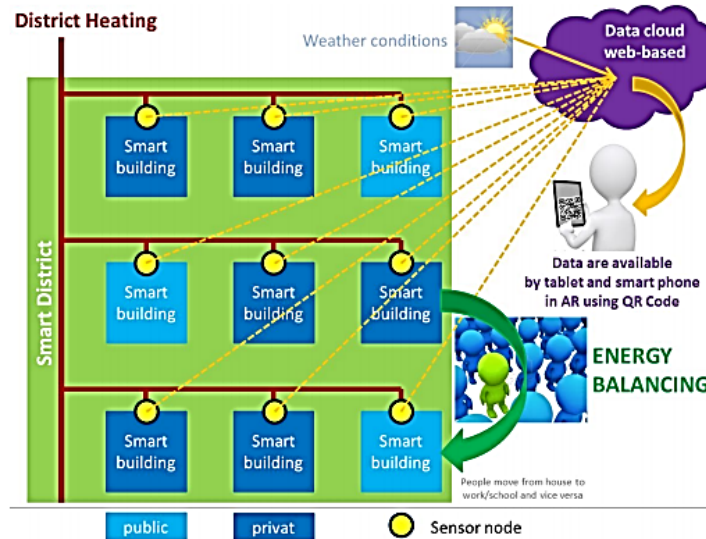 District Heating
Weather conditions
Data cloud
web-based
Smart
building
Smart
building
Smart
building
Data are available
by tablet and smart phone
in AR using QR Code
Smart District
Smart
building
Smart
building
Smart
building
ENERGY
BALANCING
Smart
building
Smart
building
Smart
building
People move from house to
work/school and vice versa
public
privat
Sensor node